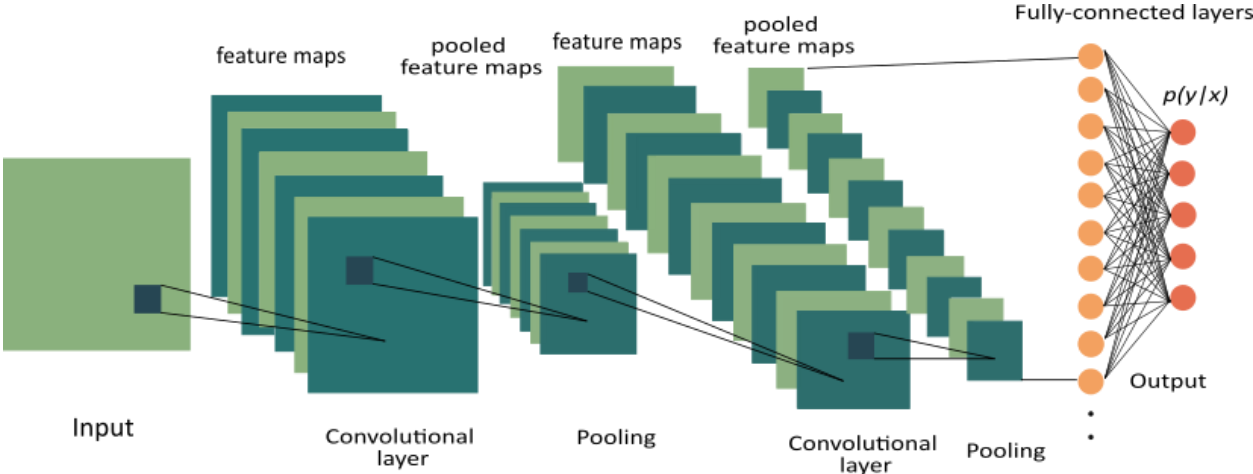 Fully-connected layers
feature maps
pooled
feature maps
feature maps
pooled
feature maps
p(y|x)
Input
Convolutional
layer
Pooling
Convolutional
layer
Pooling
Output